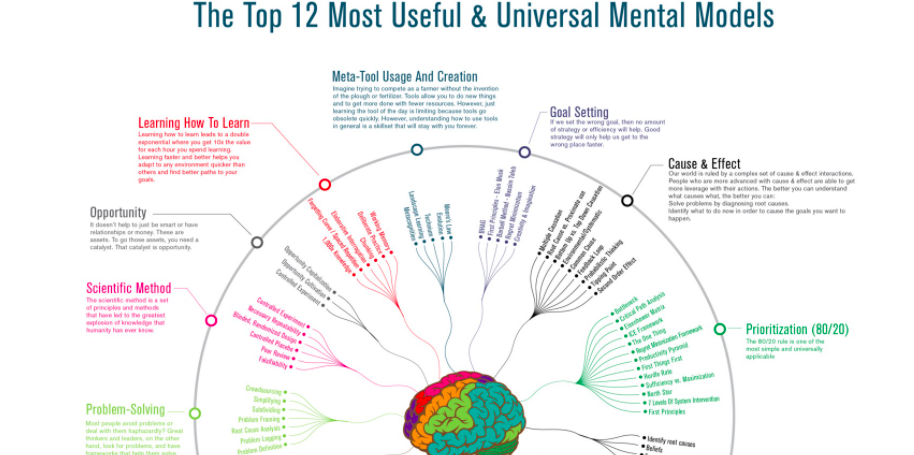 The Top 12 Most Useful & Universal Mental Models
Meta-Tool Usage And Creation
Imagine trying to compete as a farmer without the invention
of the plough or fertilizer. Tools allow you to do new things
and to get more done with fewer resources. However, just
learning the tool of the day is limiting because tools go
obsolete quickly. However, understanding how to use tools
in general is a skillset that will stay with you forever.
Goal Setting
If we set the wrong goal, then no amount
of strategy or efficiency will help. Good
strategy will only help us get to the
wrong place faster.
Learning How To Learn
Learning how to learn leads to a double
exponential where you get 10x the value
for each hour you spend learning.
Learning faster and better helps you
adapt to any environment quicker than
others and find better paths to your
goals.
Cause & Effect
Our world is ruled by a complex set of cause & effect interactions.
People who are more advanced with cause & effect are able to get
more leverage with their actions. The better you can understand
what causes what, the better you can:
Solve problems by diagnosing root causes.
Identify what to do now in order to cause the goals you want to
happen.
Opportunity
It doesn't help to just be smart or have
relationships or money. These are
assets. To go those assets, you need a
catalyst. That catalyst is opportunity.
Scientific Method
The scientific method is a set
of principles and methods
that have led to the greatest
explosion of knowledge that
humanity has ever know.
Prioritization (80/20)
The 80/20 rule is one of the
most simple and universally
applicable
Problem-Solving
Most people avoid problems or
deal with them haphazardly? Great
thinkers and leaders, on the other
hand, look for problems, and have
frameworks that help them solve
Opportunity Capitalization
Opportunity Cultivation
Controlled Experiment
Forgetting Curve / Spaced Repetition
1,000x Knowledge
Elaborative Interrogation
Chunking
Deliberate Practice
Working Memory
Metacognition
Landscape Learning
Technium
Evolution
Moore's Law
BHAG
First Principles - Elon Musk
Regret Minimization
Creativity & Imagination
Multiple Causation
Root Cause vs. Proximate
Bottom Up vs. Top Down Causation
Environmental/Systematic
Common Cause
Feedback Loop
Probabilistic Thinking
Tipping Point
Second Order Effect
Controlled Experiment
Necessary Repeatability
Blinded, Randomized Design
Controlled Placebo
Peer Review
Falsifiability
Bottleneck
Critical Path Analysis
Eisenhower Matrix
ICE Framework
The One Thing
Regret Minimization Framework
Productivity Pyramid
First Things First
Hurdle Rate
Sufficiency vs. Maximization
North Star
7 Levels Of System Intervention
First Principles
Crowdsourcing
Simplifying
Subdividing
Problem Framing
Root Cause Analysis
Problem Logging
Problem Definition
Identify root causes
Beliefs